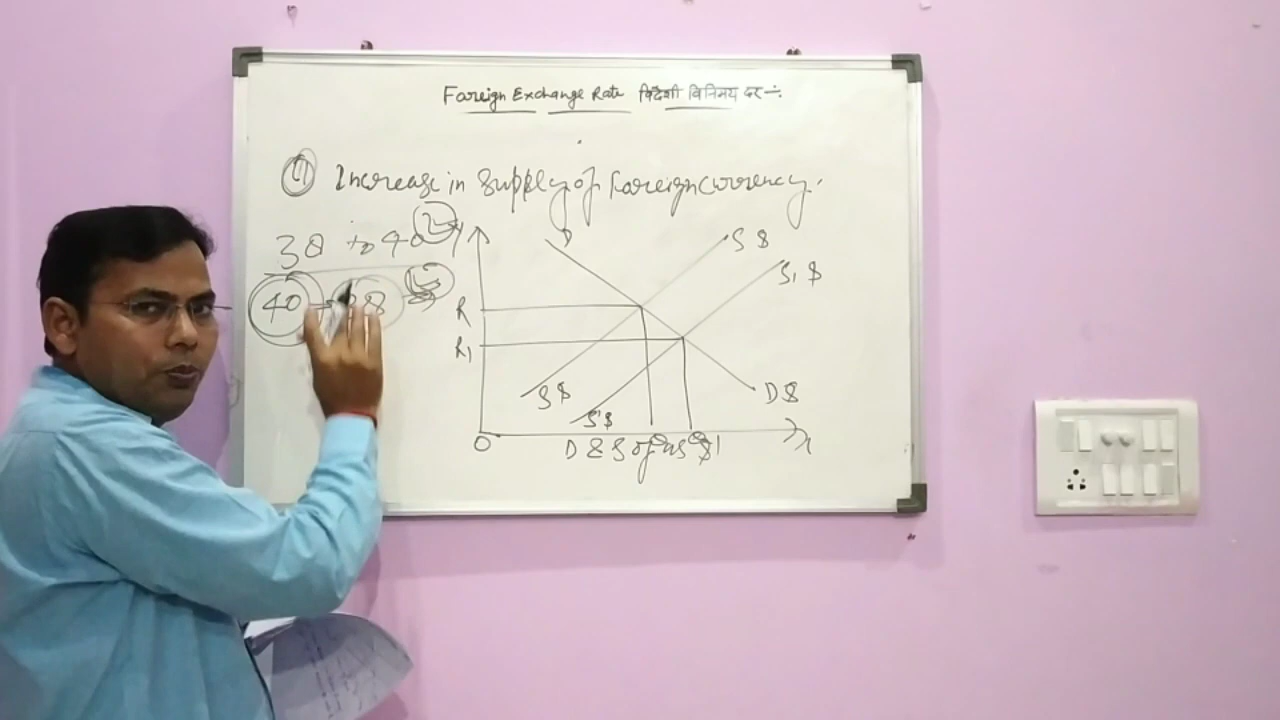 Foreign Exchange Rate विदेशी विनिमय दर ÷
Increase in Supply of Foreign currency.
38 to 40
Y
D
S $
S1 $
40
38
R
R1
S $
S1 $
D $
O
D & S of US $
X